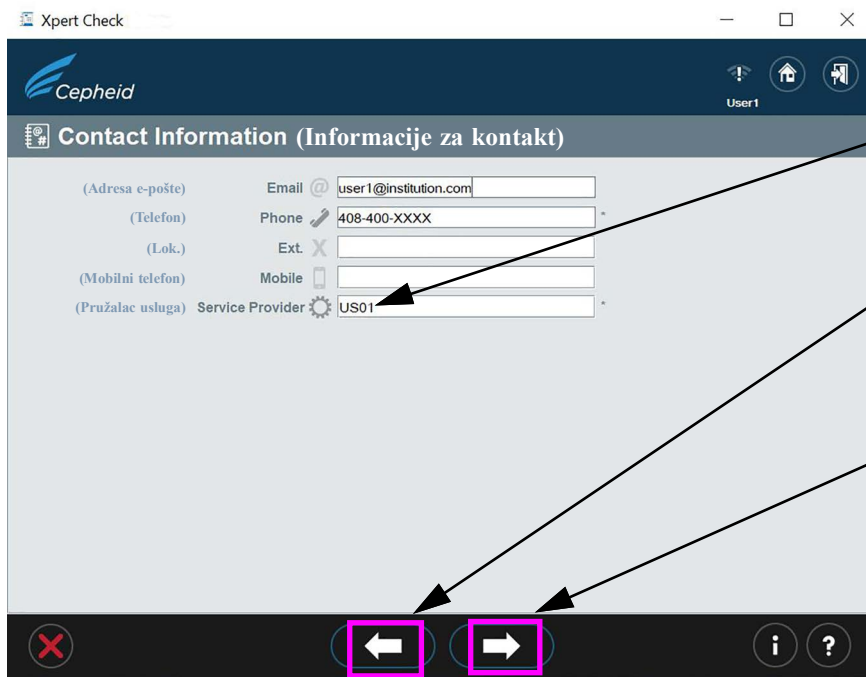 Xpert Check
Cepheid
User1
Contact Information (Informacije za kontakt)
(Adresa e-pošte) Email @ user1@institution.com
(Telefon) Phone 408-400-XXXX *
(Lok.) Ext. X
(Mobilni telefon) Mobile
(Pružalac usluga) Service Provider US01 *
i ?